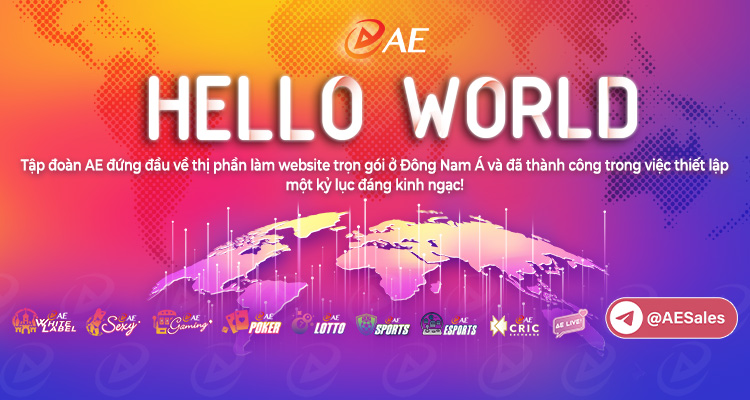 AE
HELLO WORLD
Tập đoàn AE đứng đầu về thị phần làm website trọn gói ở Đông Nam Á và đã thành công trong việc thiết lập
một kỷ lục đáng kinh ngạc!
AE WHITE LABEL
AE Sexy
AE Gaming
AE POKER
AE LOTTO
AE SPORTS
AE ESPORTS
AE CRIC EXCHANGE
AE LIVE!
@AESales